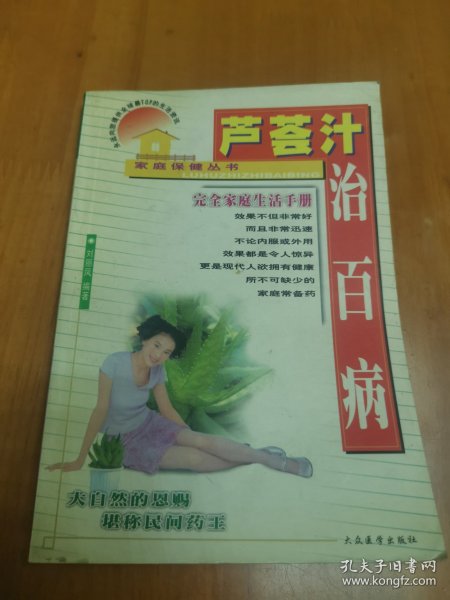 芦荟汁
治百病
LUHUIZHIZHIBAIBING
家庭保健丛书
完全家庭生活手册
效果不但非常好
而且非常迅速
不论内服或外用
效果都是令人惊异
更是现代人欲拥有健康
所不可缺少的
家庭常备药
刘丽凤 编著
大自然的恩赐
堪称民间药王
大众医学出版社
孔夫子旧书网
www.kongfz.com